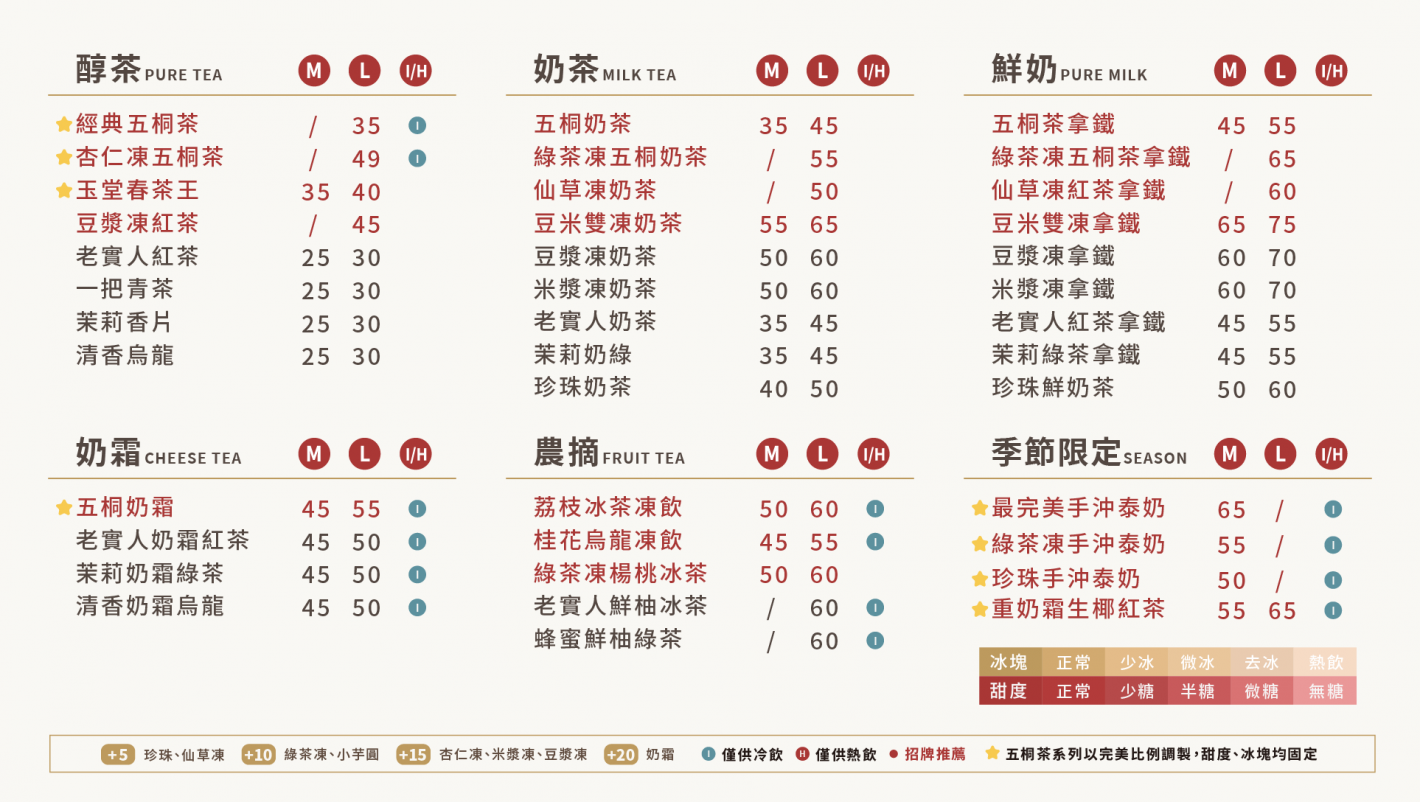 醇茶 PURE TEA M L I/H
經典五桐茶 / 35 I
杏仁凍五桐茶 / 49 I
玉堂春茶王 35 40
豆漿凍紅茶 / 45
老實人紅茶 25 30
一把青茶 25 30
茉莉香片 25 30
清香烏龍 25 30
奶茶 MILK TEA M L I/H
五桐奶茶 35 45
綠茶凍五桐奶茶 / 55
仙草凍奶茶 / 50
豆米雙凍奶茶 55 65
豆漿凍奶茶 50 60
米漿凍奶茶 50 60
老實人奶茶 35 45
茉莉奶綠 35 45
珍珠奶茶 40 50
鮮奶 PURE MILK M L I/H
五桐茶拿鐵 45 55
綠茶凍五桐茶拿鐵 / 65
仙草凍紅茶拿鐵 / 60
豆米雙凍拿鐵 65 75
豆漿凍拿鐵 60 70
米漿凍拿鐵 60 70
老實人紅茶拿鐵 45 55
茉莉綠茶拿鐵 45 55
珍珠鮮奶茶 50 60
奶霜 CHEESE TEA M L I/H
五桐奶霜 45 55 I
老實人奶霜紅茶 45 50 I
茉莉奶霜綠茶 45 50 I
清香奶霜烏龍 45 50 I
農摘 FRUIT TEA M L I/H
荔枝冰茶凍飲 50 60 I
桂花烏龍凍飲 45 55 I
綠茶凍楊桃冰茶 50 60
老實人鮮柚冰茶 / 60 I
蜂蜜鮮柚綠茶 / 60 I
季節限定 SEASON M L I/H
最完美手沖泰奶 65 / I
綠茶凍手沖泰奶 55 / I
珍珠手沖泰奶 50 / I
重奶霜生椰紅茶 55 65 I
冰塊 正常 少冰 微冰 去冰 熱飲
甜度 正常 少糖 半糖 微糖 無糖
+5 珍珠、仙草凍 +10 綠茶凍、小芋圓 +15 杏仁凍、米漿凍、豆漿凍 +20 奶霜 I 僅供冷飲 H 僅供熱飲 ● 招牌推薦 五桐茶系列以完美比例調製，甜度、冰塊均固定